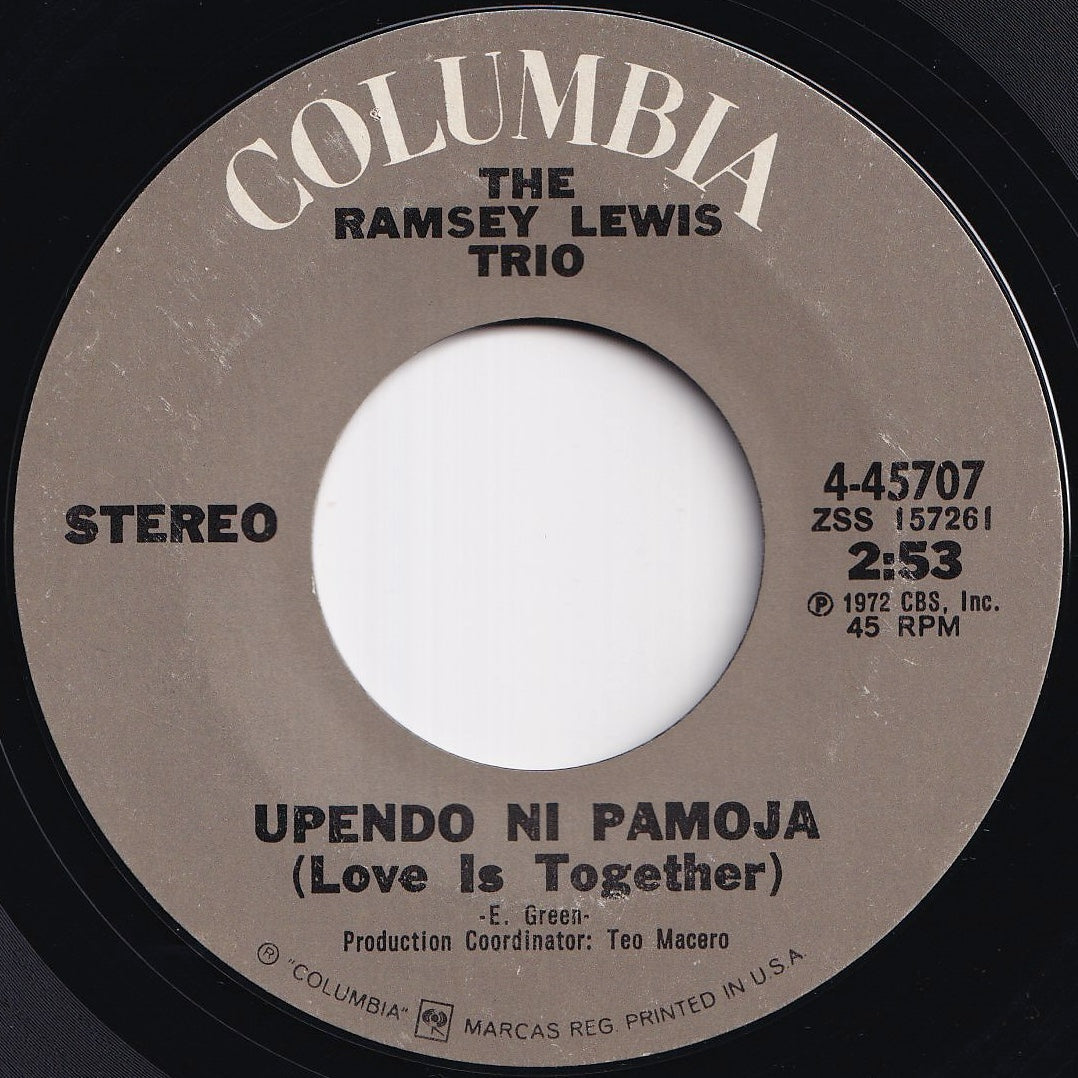 COLUMBIA
THE
RAMSEY LEWIS
TRIO
STEREO
4-45707
ZSS 157261
2:53
Ⓟ 1972 CBS, Inc.
45 RPM
UPENDO NI PAMOJA
(Love Is Together)
-E. Green-
Production Coordinator: Teo Macero
® "COLUMBIA" MARCAS REG. PRINTED IN U.S.A.